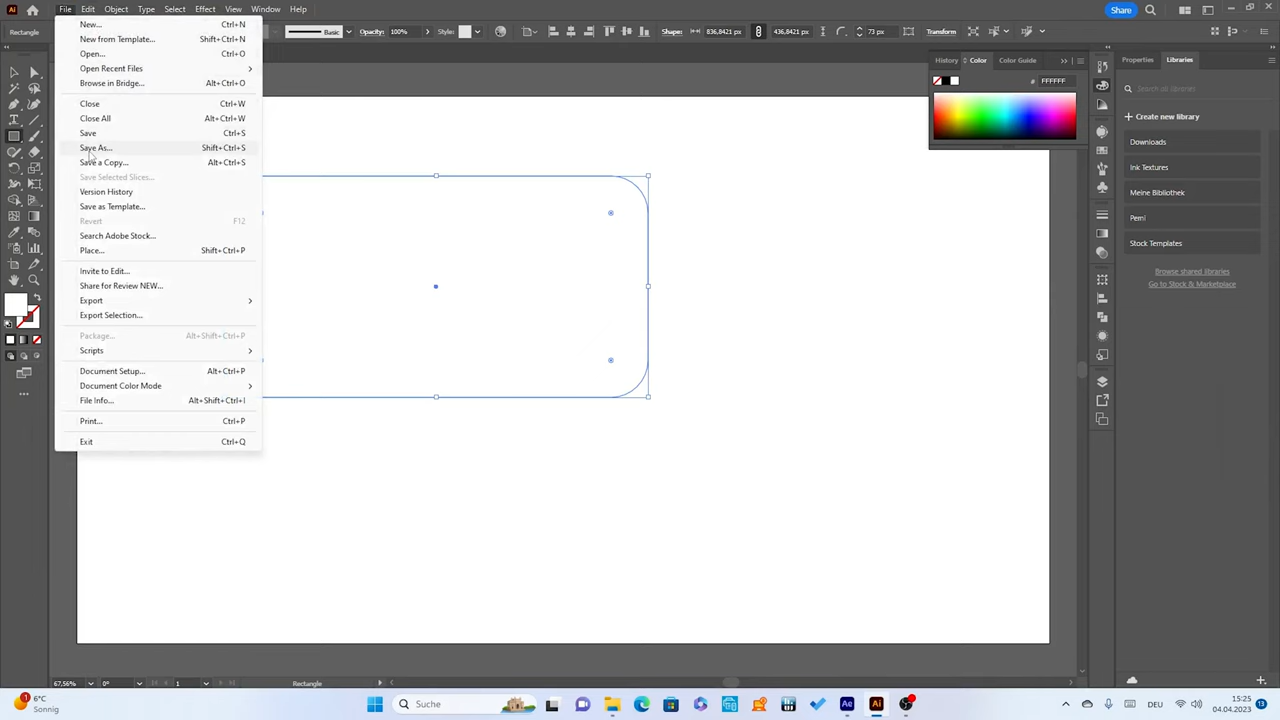 File Edit Object Type Select Effect View Window Help
Share
Rectangle
Basic
Opacity: 100%
Style:
Shape:
836,8421 px
436,8421 px
73 px
Transform
New... Ctrl+N
New from Template... Shift+Ctrl+N
Open... Ctrl+O
Open Recent Files
Browse in Bridge... Alt+Ctrl+O
Close Ctrl+W
Close All Alt+Ctrl+W
Save Ctrl+S
Save As... Shift+Ctrl+S
Save a Copy... Alt+Ctrl+S
Save Selected Slices...
Version History
Save as Template...
Revert F12
Search Adobe Stock...
Place... Shift+Ctrl+P
Invite to Edit...
Share for Review NEW...
Export
Export Selection...
Package... Alt+Shift+Ctrl+P
Scripts
Document Setup... Alt+Ctrl+P
Document Color Mode
File Info... Alt+Shift+Ctrl+I
Print... Ctrl+P
Exit Ctrl+Q
History Color Color Guide
# FFFFFF
Properties Libraries
Search all libraries
Create new library
Downloads
Ink Textures
Meine Bibliothek
Pemi
Stock Templates
Browse shared libraries
Go to Stock & Marketplace
67,56% 0° 1 Rectangle
6°C
Sonnig
Suche
DEU
15:25
04.04.2023
13